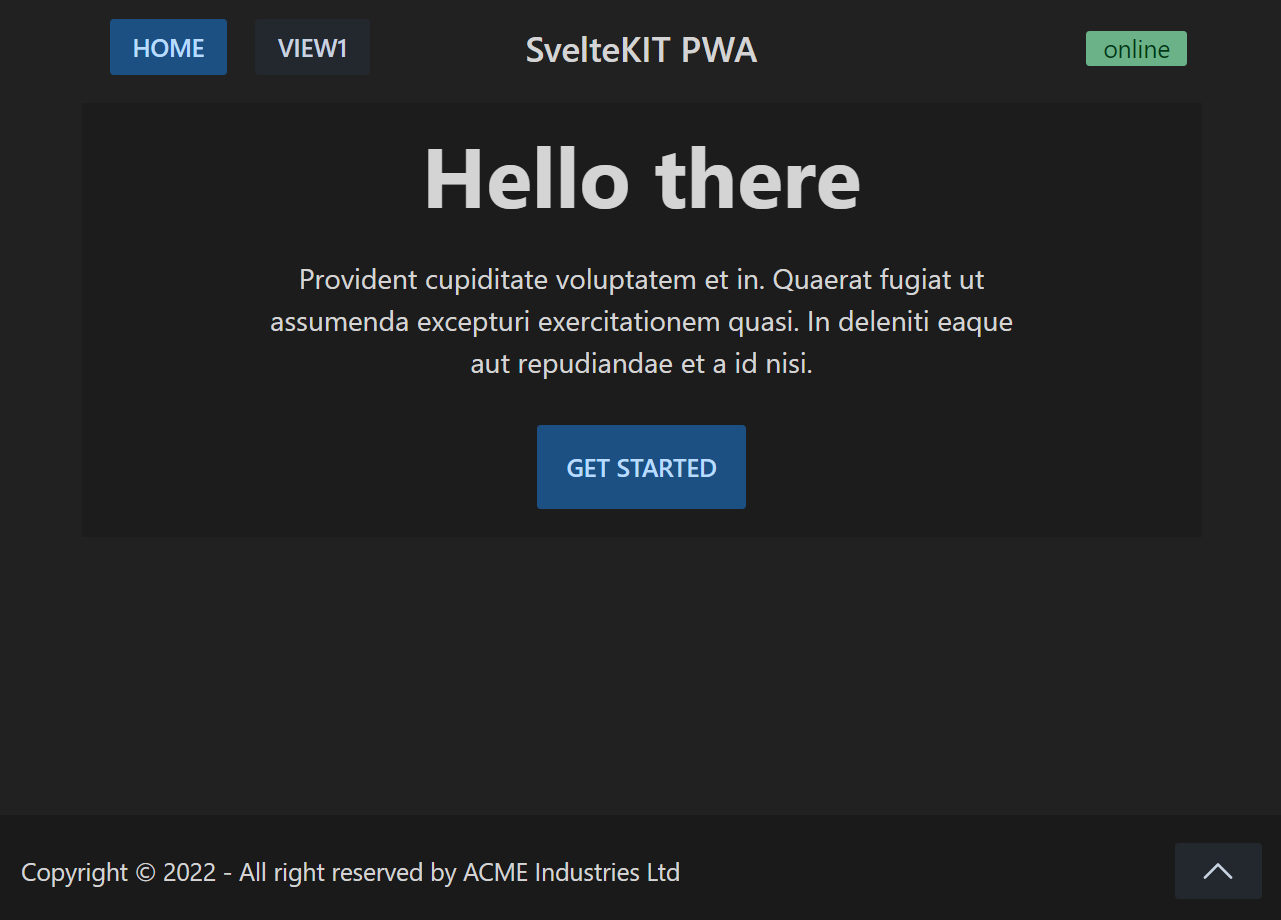 HOME
VIEW1
SvelteKIT PWA
online
Hello there
Provident cupiditate voluptatem et in. Quaerat fugiat ut
assumenda excepturi exercitationem quasi. In deleniti eaque
aut repudiandae et a id nisi.
GET STARTED
Copyright © 2022 - All right reserved by ACME Industries Ltd